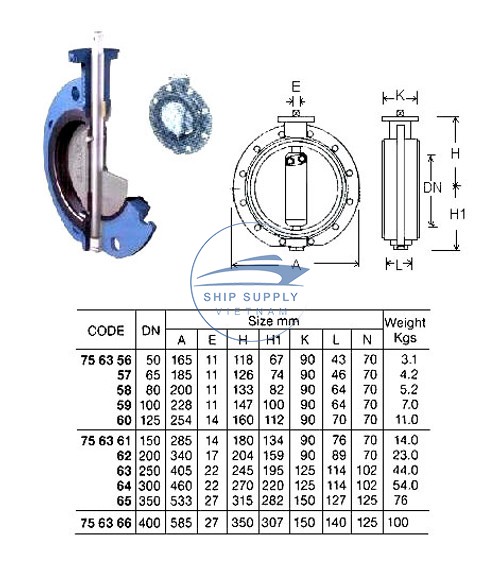 E
K
H
DN
H1
A
L
SHIP SUPPLY
VIETNAM
CODE DN Size mm Weight Kgs
A E H H1 K L N
75 63 56 50 165 11 118 67 90 43 70 3.1
57 65 185 11 126 74 90 46 70 4.2
58 80 200 11 133 82 90 64 70 5.2
59 100 228 11 147 100 90 64 70 7.0
60 125 254 14 160 112 90 70 70 11.0
75 63 61 150 285 14 180 134 90 76 70 14.0
62 200 340 17 204 159 90 89 70 23.0
63 250 405 22 245 195 125 114 102 44.0
64 300 460 22 270 220 125 114 102 54.0
65 350 533 27 315 282 150 127 125 76
75 63 66 400 585 27 350 307 150 140 125 100